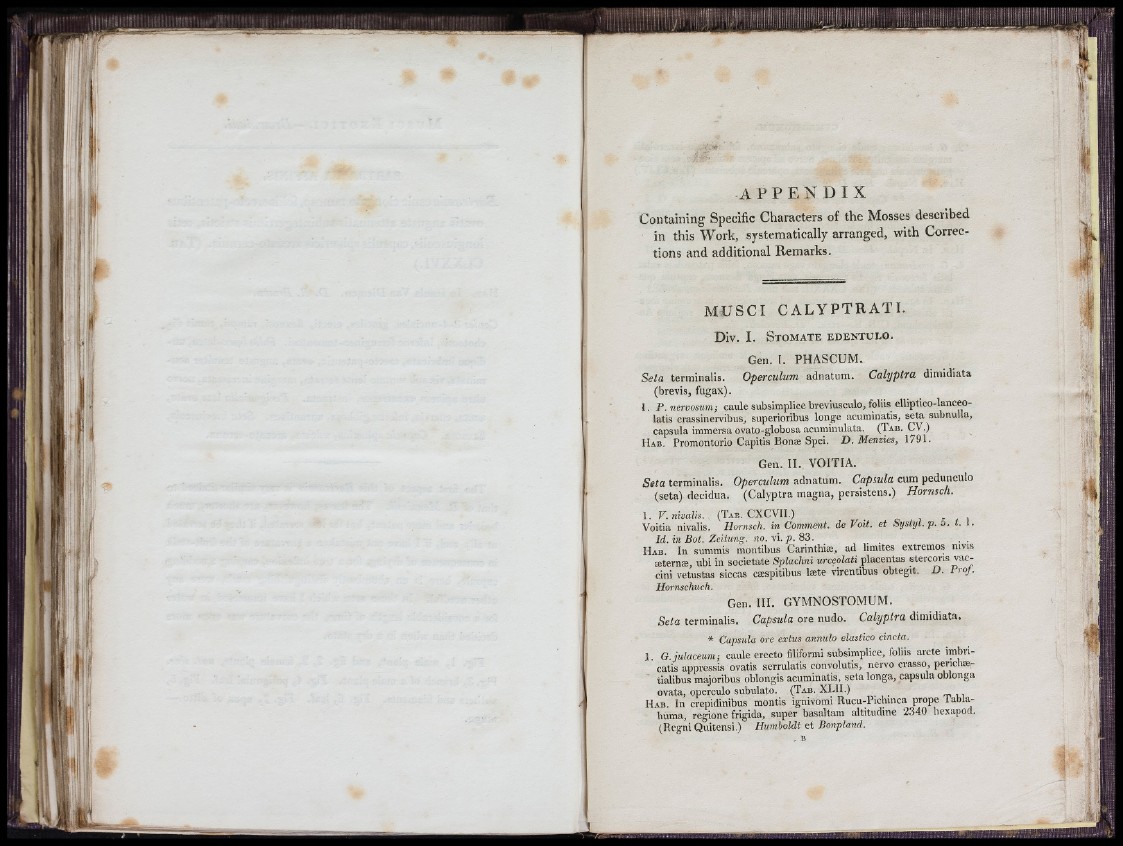 APPENDIX
Containing Specific Characters of the Mosses described
in this Work, systematically arranged, with Correc-
tions and additional Remarks.
MUSCI CALYPTRATI.
Div. I. STOMATE EDENTULO.
Gen. I. PHASCUM.
Seta terminalis. Operculum adnatum. Calyptra dimidiata
(brevis, fugax).
1. P. nervosum; caule subsimplice breviusculo, foliis elliptico-lanceo-
latis crassinervibus, superioribus longe acuminatis, seta subnulla,
capsula immersa ovato-globosa acuminulata. (TAB. CV.)
HAB. Promontorio Capitis Bonæ Spei. D. Menzies, 1791.
Gen. II. VOITIA.
Seta terminalis. Operculum adnatum. Capsula cum pedunculo
(seta) decidua. (Calyptra magna, persistens.) Hornsch.
1. V. nivalis. (TAB. CXCVII.)
Voitia nivalis. Hornsch. in Comment. de Voit. et Systyl. p. 5. t. 1.
Id. in Bot. Zeitung. no. vi. p. 83.
HAB. In summis montibus Carinthiæ, ad limites extremos nivis
æternæ, ubi in societate Splachni urceolati placentas stercoris vac-
cini vetustas siccas cæspitibus læte virentibus obtegit. D. Prof.
Hornschuch.
Gen. III. GYMNOSTOMUM.
Seta terminalis. Capsula ore nudo. Calyptra dimidiata.
* Capsula ore extus annulo elastico cincta.
1. G. julaceum; caule erecto filiformi subsimplice, foliis arcte imbri-
catis appressis ovatis serrulatis convolutis, nervo crasso, perichæ-
tialibus majoribus oblongis acuminatis, seta longa, capsula oblonga
ovata, operculo subulato. (TAB. XLII.)
HAB. In crepidinibus montis ignivomi Rucu-Pichinca prope Tabla-
huma, regione frigida, super basaltam altitudine 2340 hexapod.
(Regni Quitensi.) Humboldt et Bonpland.
B